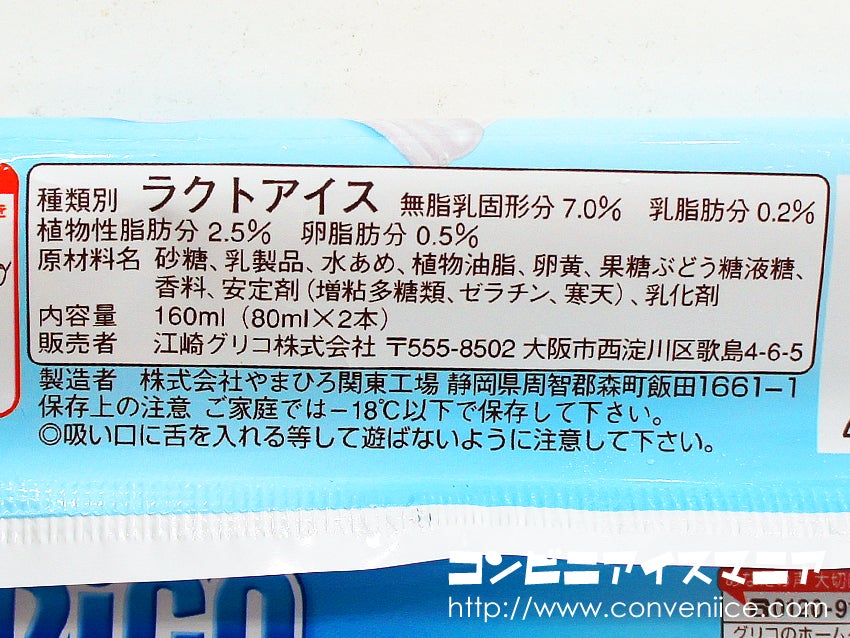 種類別 ラクトアイス 無脂乳固形分 7.0% 乳脂肪分 0.2%
植物性脂肪分 2.5% 卵脂肪分 0.5%
原材料名 砂糖、乳製品、水あめ、植物油脂、卵黄、果糖ぶどう糖液糖、
香料、安定剤（増粘多糖類、ゼラチン、寒天）、乳化剤
内容量 160ml（80ml×2本）
販売者 江崎グリコ株式会社 〒555-8502 大阪市西淀川区歌島4-6-5
製造者 株式会社やまひろ関東工場 静岡県周智郡森町飯田1661−1
保存上の注意 ご家庭では−18℃以下で保存して下さい。
◎吸い口に舌を入れる等して遊ばないように注意して下さい。
コンビニアイスマニア
http://www.conveniice.com/
グリコのホーム